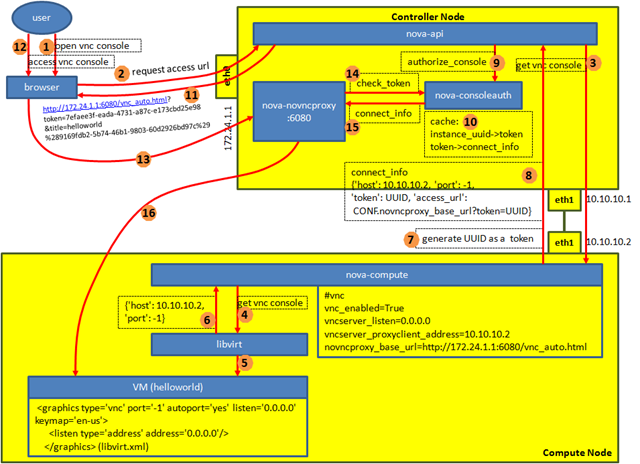 user
Controller Node
nova-api
12
1
open vnc console
access vnc console
2
request access url
eth0
authorize_console
9
get vnc console
3
browser
11
14
check_token
http://172.24.1.1:6080/vnc_auto.html?
token=7efaee3f-eada-4731-a87c-e173cbd25e98
&title=helloworld
%289169fdb2-5b74-46b1-9803-60d2926bd97c%29
172.24.1.1
nova-novncproxy
:6080
nova-consoleauth
connect_info
15
cache:
10
instance_uuid->token
token->connect_info
13
connect_info
8
{'host': 10.10.10.2, 'port': -1,
'token': UUID, 'access_url':
CONF.novncproxy_base_url?token=UUID}
16
eth1
10.10.10.1
7
generate UUID as a token
eth1
10.10.10.2
nova-compute
{'host': 10.10.10.2,
'port': -1}
6
get vnc console
4
#vnc
vnc_enabled=True
vncserver_listen=0.0.0.0
vncserver_proxyclient_address=10.10.10.2
novncproxy_base_url=http://172.24.1.1:6080/vnc_auto.html
libvirt
5
VM (helloworld)
<graphics type='vnc' port='-1' autoport='yes' listen='0.0.0.0'
keymap='en-us'>
<listen type='address' address='0.0.0.0'/>
</graphics> (libvirt.xml)
Compute Node